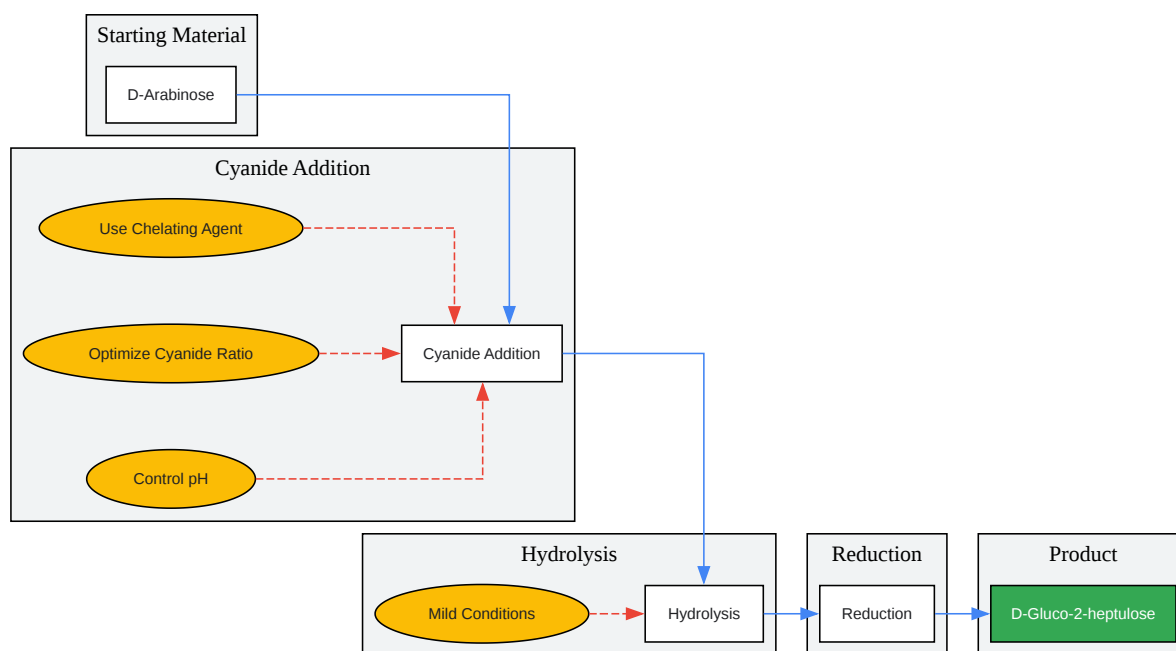 Starting Material
D-Arabinose
Cyanide Addition
Use Chelating Agent
Optimize Cyanide Ratio
Cyanide Addition
Control pH
Hydrolysis
Mild Conditions
Hydrolysis
Reduction
Reduction
Product
D-Gluco-2-heptulose